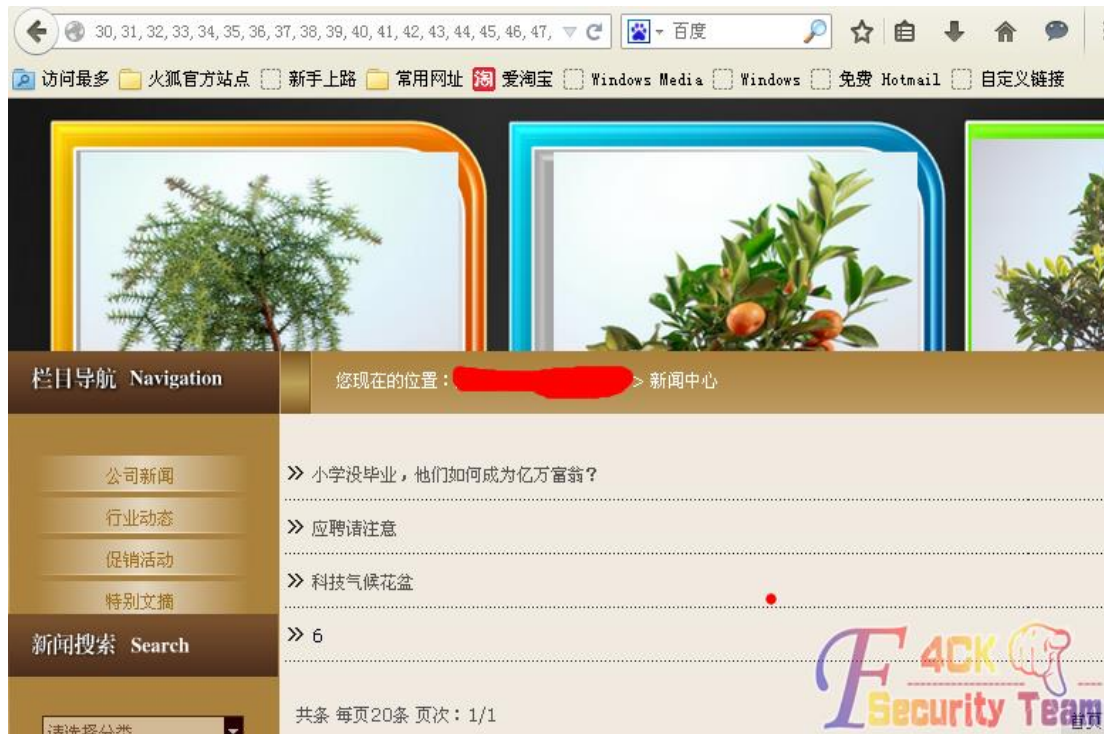 30, 31, 32, 33, 34, 35, 36, 37, 38, 39, 40, 41, 42, 43, 44, 45, 46, 47, 百度
访问最多 火狐官方站点 新手上路 常用网址 淘 爱淘宝 Windows Media Windows 免费 Hotmail 自定义链接
栏目导航 Navigation
您现在的位置： > 新闻中心
公司新闻
行业动态
促销活动
特别文摘
新闻搜索 Search
请选择分类
» 小学没毕业，他们如何成为亿万富翁？
» 应聘请注意
» 科技气候花盆
» 6
共条 每页20条 页次：1/1
首页
F4CK
Security Team